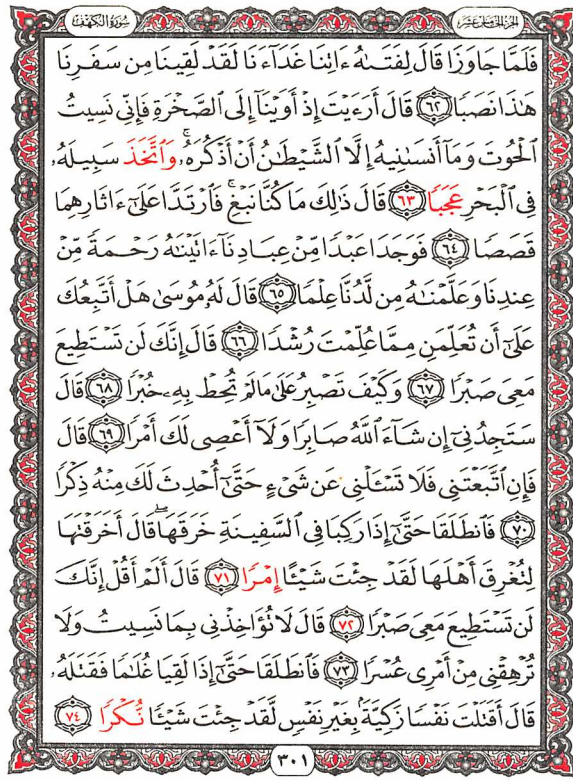 الجزء الخامس عشر
سورة الكهف
فَلَمَّا جَاوَزَا قَالَ لِفَتَىٰهُ ءَاتِنَا غَدَآءَنَا لَقَدۡ لَقِينَا مِن سَفَرِنَا
هَٰذَا نَصَبٗا ٦٢ قَالَ أَرَءَيۡتَ إِذۡ أَوَيۡنَآ إِلَى ٱلصَّخۡرَةِ فَإِنِّي نَسِيتُ
ٱلۡحُوتَ وَمَآ أَنسَىٰنِيهُ إِلَّا ٱلشَّيۡطَٰنُ أَنۡ أَذۡكُرَهُۥۚ وَٱتَّخَذَ سَبِيلَهُۥ
فِي ٱلۡبَحۡرِ عَجَبٗا ٦٣ قَالَ ذَٰلِكَ مَا كُنَّا نَبۡغِۚ فَٱرۡتَدَّا عَلَىٰٓ ءَاثَارِهِمَا
قَصَصٗا ٦٤ فَوَجَدَا عَبۡدٗا مِّنۡ عِبَادِنَآ ءَاتَيۡنَٰهُ رَحۡمَةٗ مِّنۡ
عِندِنَا وَعَلَّمۡنَٰهُ مِن لَّدُنَّا عِلۡمٗا ٦٥ قَالَ لَهُۥ مُوسَىٰ هَلۡ أَتَّبِعُكَ
عَلَىٰٓ أَن تُعَلِّمَنِ مِمَّا عُلِّمۡتَ رُشۡدٗا ٦٦ قَالَ إِنَّكَ لَن تَسۡتَطِيعَ
مَعِيَ صَبۡرٗا ٦٧ وَكَيۡفَ تَصۡبِرُ عَلَىٰ مَا لَمۡ تُحِطۡ بِهِۦ خُبۡرٗا ٦٨ قَالَ
سَتَجِدُنِيٓ إِن شَآءَ ٱللَّهُ صَابِرٗا وَلَآ أَعۡصِي لَكَ أَمۡرٗا ٦٩ قَالَ
فَإِنِ ٱتَّبَعۡتَنِي فَلَا تَسۡـَٔلۡنِي عَن شَيۡءٍ حَتَّىٰٓ أُحۡدِثَ لَكَ مِنۡهُ ذِكۡرٗا
٧٠ فَٱنطَلَقَا حَتَّىٰٓ إِذَا رَكِبَا فِي ٱلسَّفِينَةِ خَرَقَهَاۖ قَالَ أَخَرَقۡتَهَا
لِتُغۡرِقَ أَهۡلَهَا لَقَدۡ جِئۡتَ شَيۡـًٔا إِمۡرٗا ٧١ قَالَ أَلَمۡ أَقُلۡ إِنَّكَ
لَن تَسۡتَطِيعَ مَعِيَ صَبۡرٗا ٧٢ قَالَ لَا تُؤَاخِذۡنِي بِمَا نَسِيتُ وَلَا
تُرۡهِقۡنِي مِنۡ أَمۡرِي عُسۡرٗا ٧٣ فَٱنطَلَقَا حَتَّىٰٓ إِذَا لَقِيَا غُلَٰمٗا فَقَتَلَهُۥ
قَالَ أَقَتَلۡتَ نَفۡسٗا زَكِيَّةَۢ بِغَيۡرِ نَفۡسٖ لَّقَدۡ جِئۡتَ شَيۡـٔٗا نُّكۡرٗا ٧٤
٣٠١